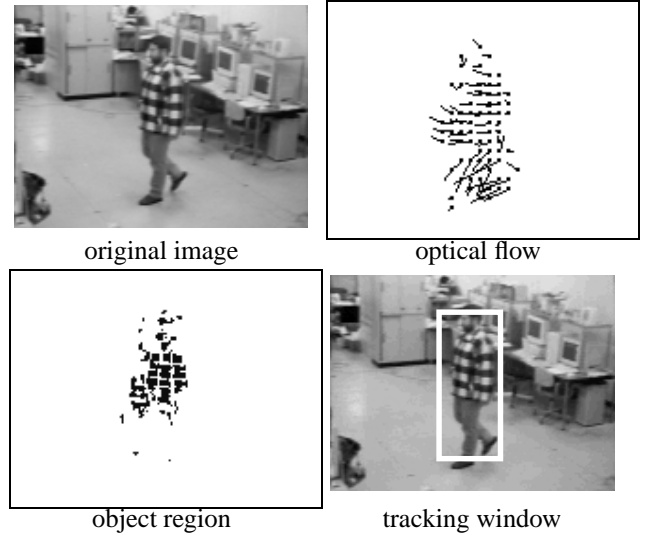 original image
optical flow
object region
tracking window